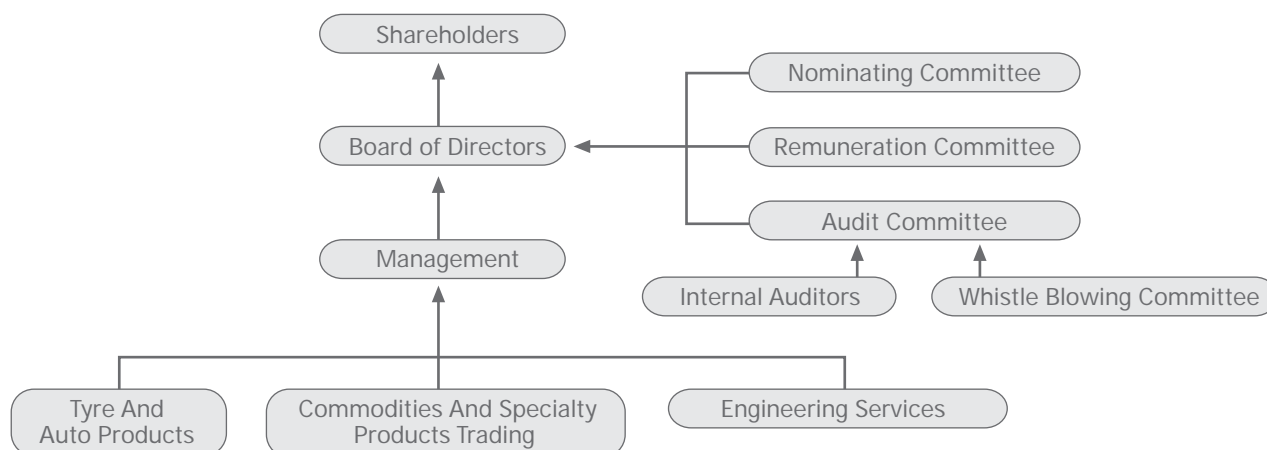 Shareholders
Nominating Committee
Board of Directors
Remuneration Committee
Audit Committee
Management
Internal Auditors
Whistle Blowing Committee
Tyre And
Auto Products
Commodities And Specialty
Products Trading
Engineering Services